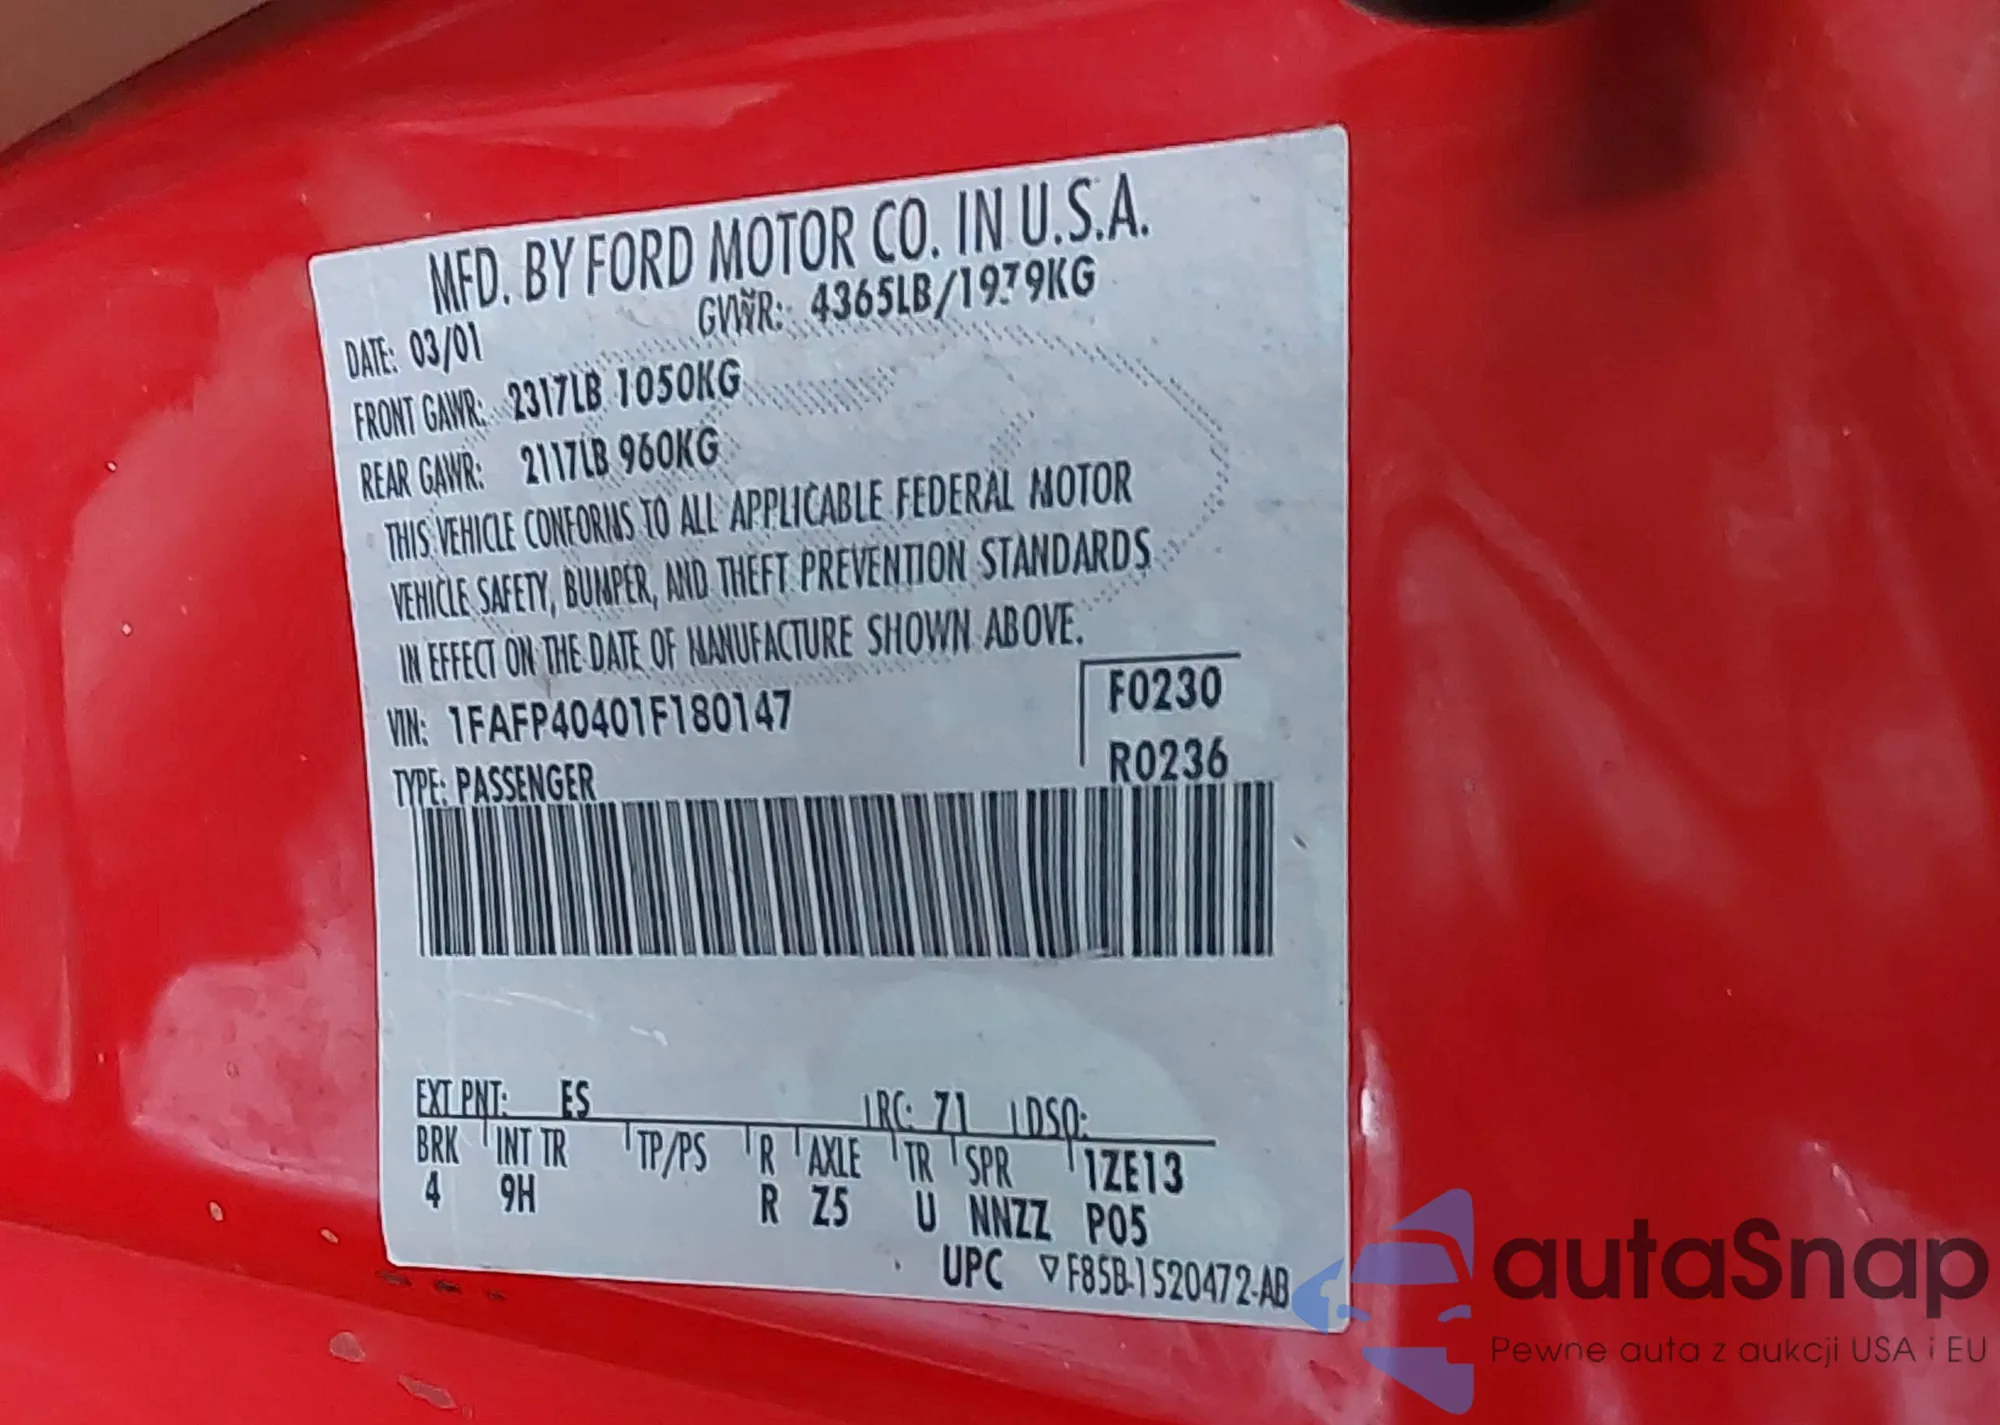 MFD. BY FORD MOTOR CO. IN U.S.A.
DATE: 03/01 GVWR: 4365LB/1979KG
FRONT GAWR: 2317LB 1050KG
REAR GAWR: 2117LB 960KG
THIS VEHICLE CONFORMS TO ALL APPLICABLE FEDERAL MOTOR
VEHICLE SAFETY, BUMPER, AND THEFT PREVENTION STANDARDS
IN EFFECT ON THE DATE OF MANUFACTURE SHOWN ABOVE.
VIN: 1FAFP40401F180147 F0230
TYPE: PASSENGER R0236
EXT PNT: ES RC: 71 DSO:
BRK INT TR TP/PS R AXLE TR SPR 1ZE13
4 9H R Z5 U NNZZ P05
UPC ▽F85B-1520472-AB
autaSnap
Pewne auta z aukcji USA i EU